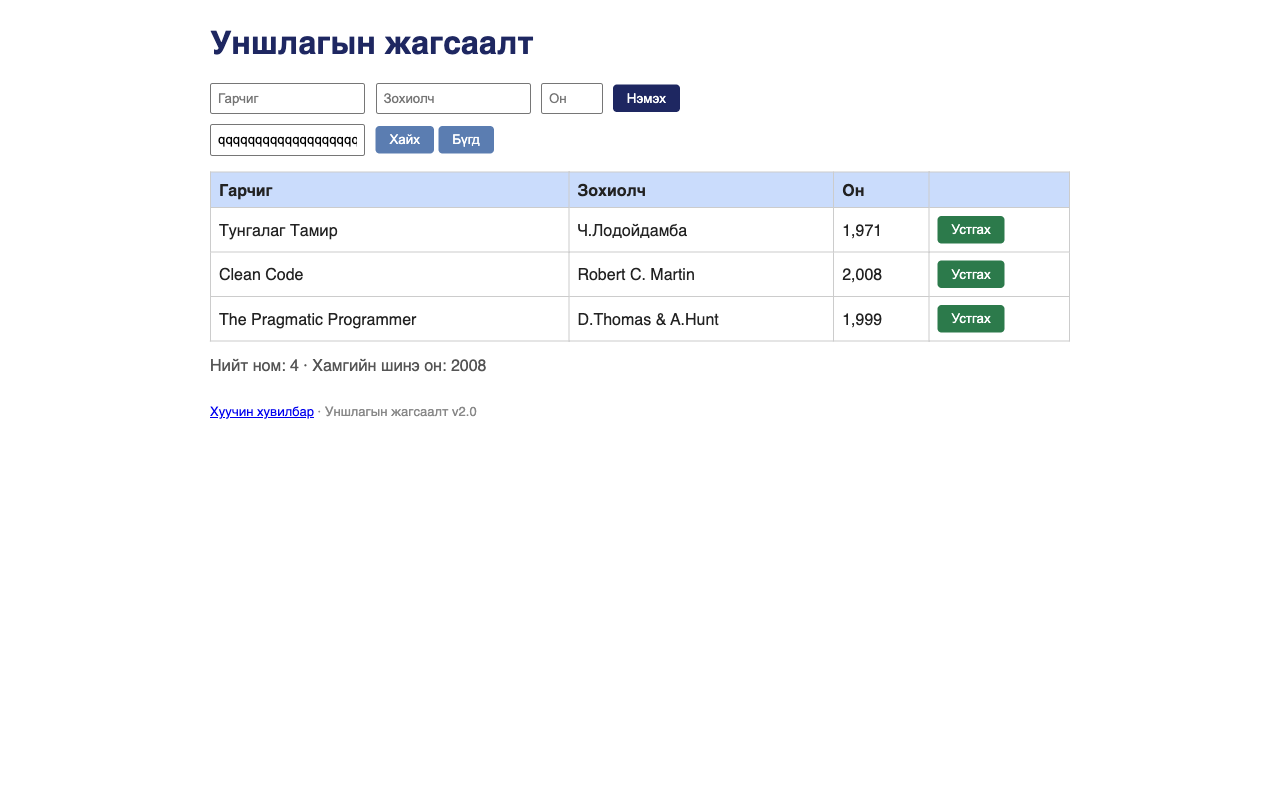 Уншлагын жагсаалт
Гарчиг Зохиолч Он Нэмэх
qqqqqqqqqqqqqqqqqqq Хайх Бүгд
Гарчиг Зохиолч Он
Тунгалаг Тамир Ч.Лодойдамба 1,971 Устгах
Clean Code Robert C. Martin 2,008 Устгах
The Pragmatic Programmer D.Thomas & A.Hunt 1,999 Устгах
Нийт ном: 4 · Хамгийн шинэ он: 2008
Хуучин хувилбар · Уншлагын жагсаалт v2.0